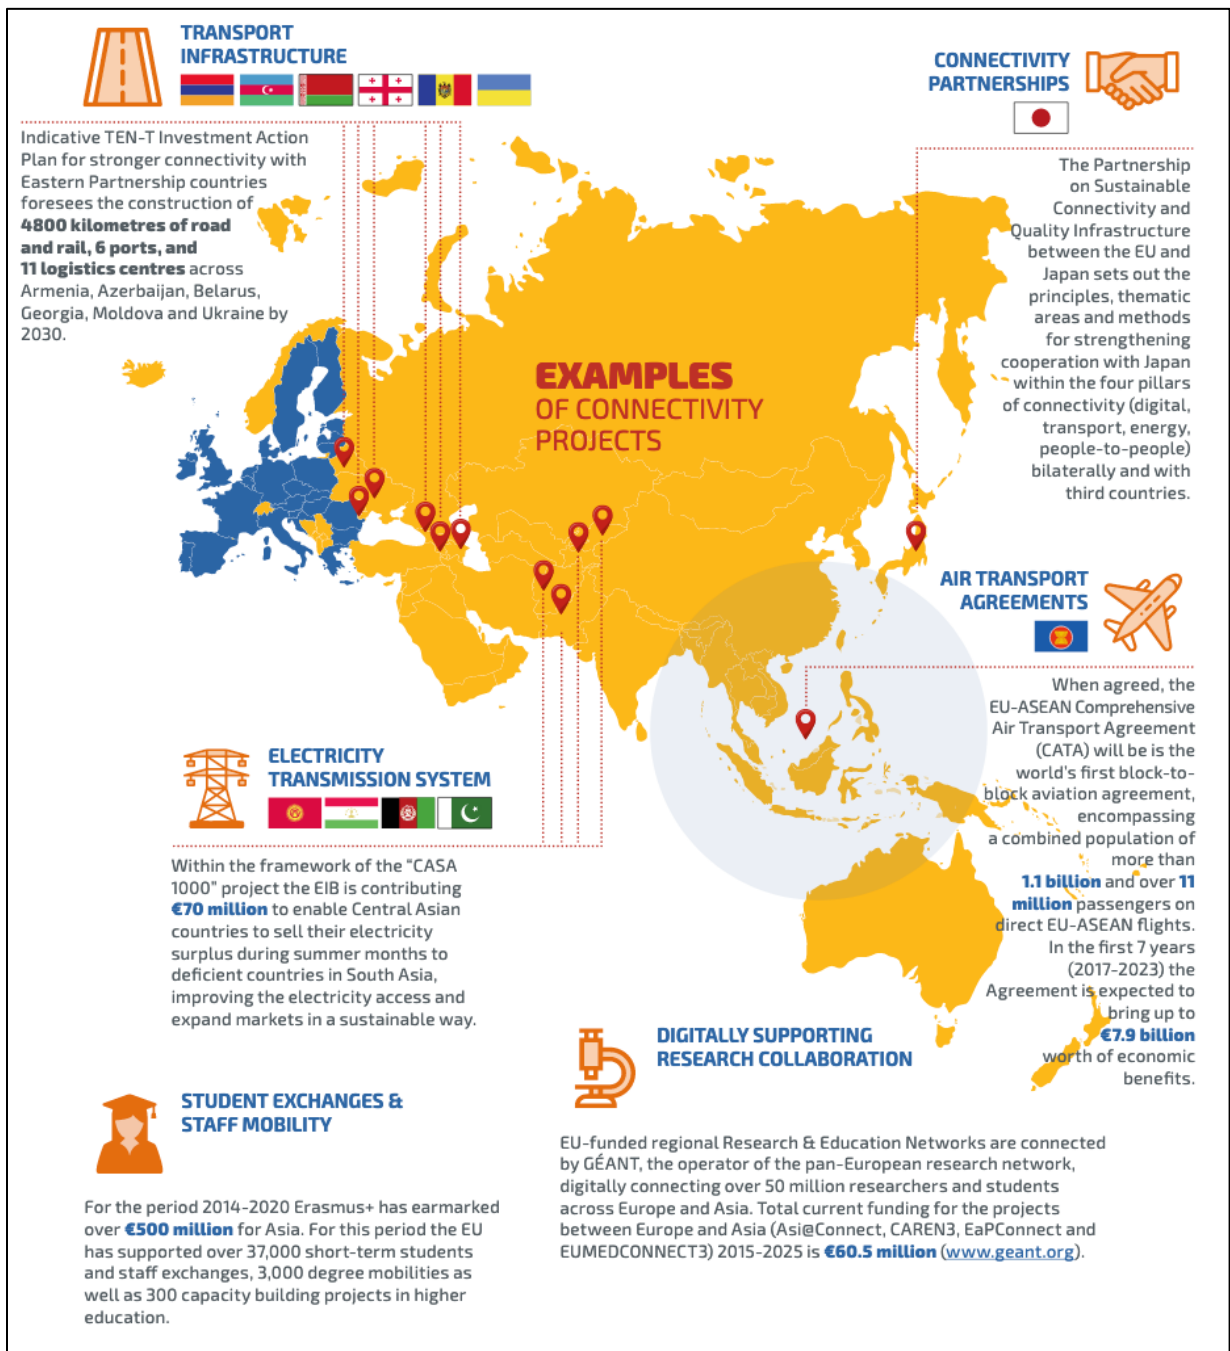 TRANSPORT
INFRASTRUCTURE
Indicative TEN-T Investment Action
Plan for stronger connectivity with
Eastern Partnership countries
foresees the construction of
4800 kilometres of road
and rail, 6 ports, and
11 logistics centres across
Armenia, Azerbaijan, Belarus,
Georgia, Moldova and Ukraine by
2030.
CONNECTIVITY
PARTNERSHIPS
The Partnership
on Sustainable
Connectivity and
Quality Infrastructure
between the EU and
Japan sets out the
principles, thematic
areas and methods
for strengthening
cooperation with Japan
within the four pillars
of connectivity (digital,
transport, energy,
people-to-people)
bilaterally and with
third countries.
EXAMPLES
OF CONNECTIVITY
PROJECTS
AIR TRANSPORT
AGREEMENTS
When agreed, the
EU-ASEAN Comprehensive
Air Transport Agreement
(CATA) will be is the
world's first block-to-
block aviation agreement,
encompassing
a combined population of
more than
1.1 billion and over 11
million passengers on
direct EU-ASEAN flights.
In the first 7 years
(2017-2023) the
Agreement is expected to
bring up to
€7.9 billion
worth of economic
benefits.
ELECTRICITY
TRANSMISSION SYSTEM
Within the framework of the “CASA
1000” project the EIB is contributing
€70 million to enable Central Asian
countries to sell their electricity
surplus during summer months to
deficient countries in South Asia,
improving the electricity access and
expand markets in a sustainable way.
DIGITALLY SUPPORTING
RESEARCH COLLABORATION
EU-funded regional Research & Education Networks are connected
by GÉANT, the operator of the pan-European research network,
digitally connecting over 50 million researchers and students
across Europe and Asia. Total current funding for the projects
between Europe and Asia (Asi@Connect, CAREN3, EaPConnect and
EUMEDCONNECT3) 2015-2025 is €60.5 million (www.geant.org).
STUDENT EXCHANGES &
STAFF MOBILITY
For the period 2014-2020 Erasmus+ has earmarked
over €500 million for Asia. For this period the EU
has supported over 37,000 short-term students
and staff exchanges, 3,000 degree mobilities as
well as 300 capacity building projects in higher
education.